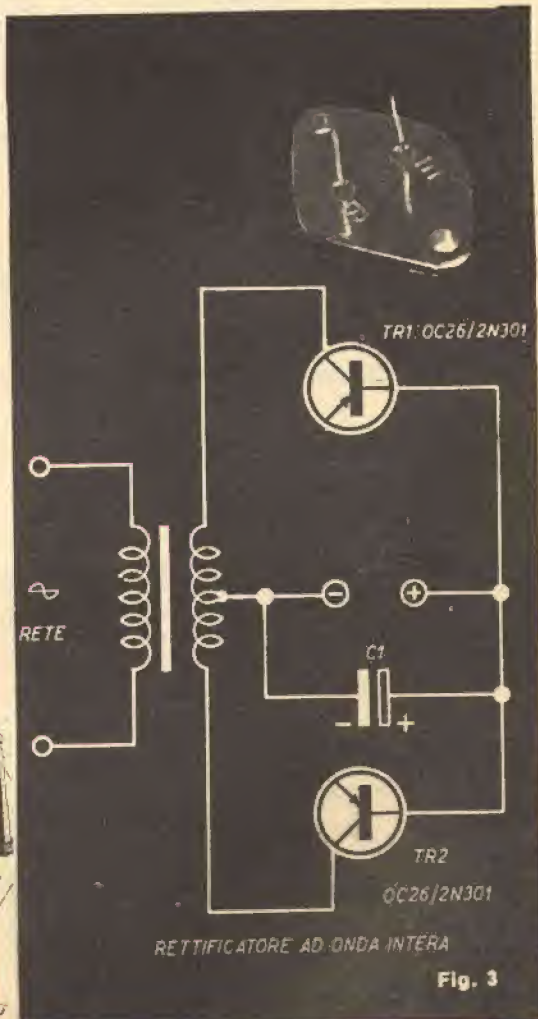 TR1: OC26/2N301
- +
RETE
C1
- +
TR2
OC26/2N301
RETTIFICATORE AD ONDA INTERA
Fig. 3